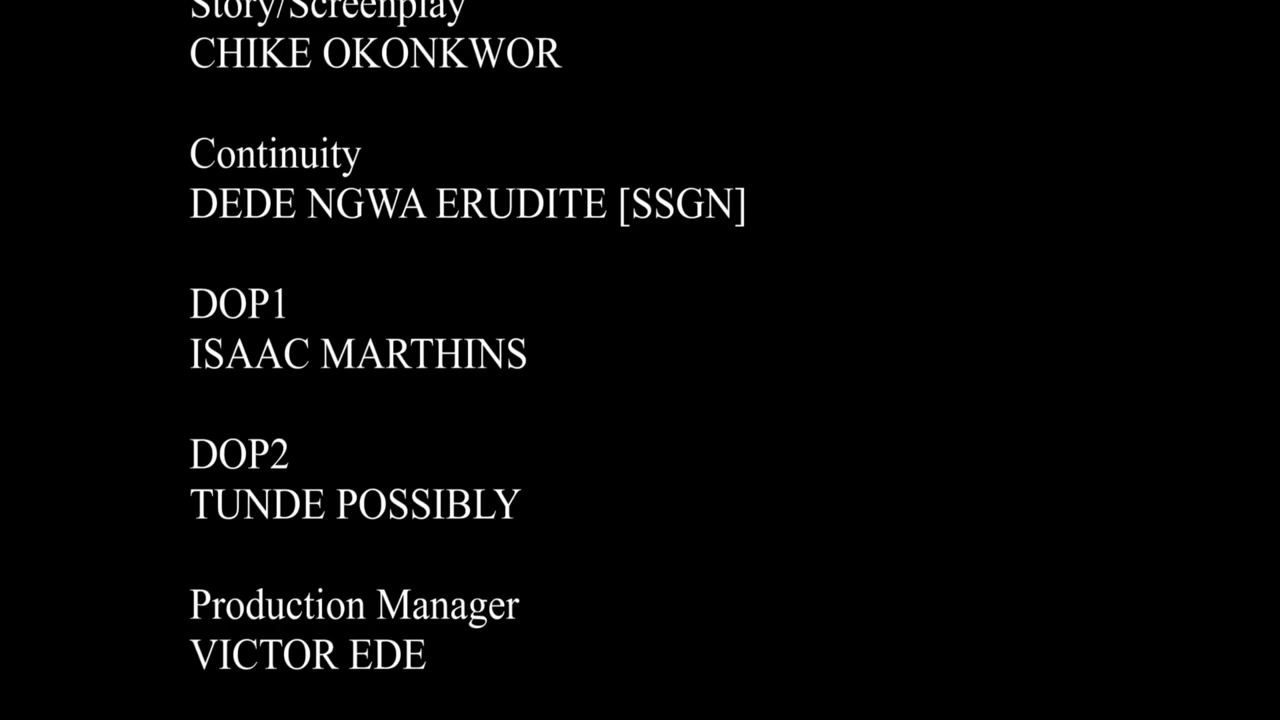 Story/Screenplay
CHIKE OKONKWOR
Continuity
DEDE NGWA ERUDITE [SSGN]
DOP1
ISAAC MARTHINS
DOP2
TUNDE POSSIBLY
Production Manager
VICTOR EDE